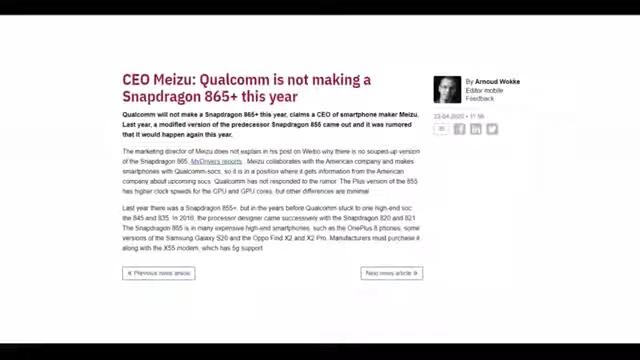 CEO Meizu: Qualcomm is not making a
Snapdragon 865+ this year
Qualcomm will not make a Snapdragon 865+ this year, claims a CEO of smartphone maker Meizu.
Last year, a modified version of the predecessor Snapdragon 855 came out and it was rumored
that it would happen again this year.
The marketing director of Meizu does not explain in his post on Weibo why there is no souped-up version
of the Snapdragon 865, MyDrivers reports . Meizu collaborates with the American company and makes
smartphones with Qualcomm-socs, so it is in a position where it gets information from the American
company about upcoming socs. Qualcomm has not responded to the rumor. The Plus version of the 855
has higher clock speeds for the CPU and GPU cores, but other differences are minimal
Last year there was a Snapdragon 855+, but in the years before Qualcomm stuck to one high-end soc:
the 845 and 835. In 2016, the processor designer came successively with the Snapdragon 820 and 821.
The Snapdragon 865 is in many expensive high-end smartphones, such as the OnePlus 8 phones, some
versions of the Samsung Galaxy S20 and the Oppo Find X2 and X2 Pro. Manufacturers must purchase it
along with the X55 modem, which has 5g support
« Previous news article
Next news article »
By Arnoud Wokke
Editor mobile
Feedback
23-04-2020 •